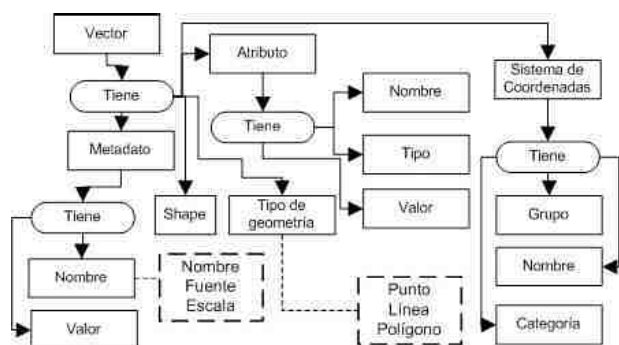 Vector
Tiene
Metadato
Tiene
Nombre
Valor
Nombre
Fuente
Escala
Shape
Atributo
Tiene
Nombre
Tipo
Valor
Tipo de
geometría
Punto
Línea
Polígono
Sistema de
Coordenadas
Tiene
Grupo
Nombre
Categoría